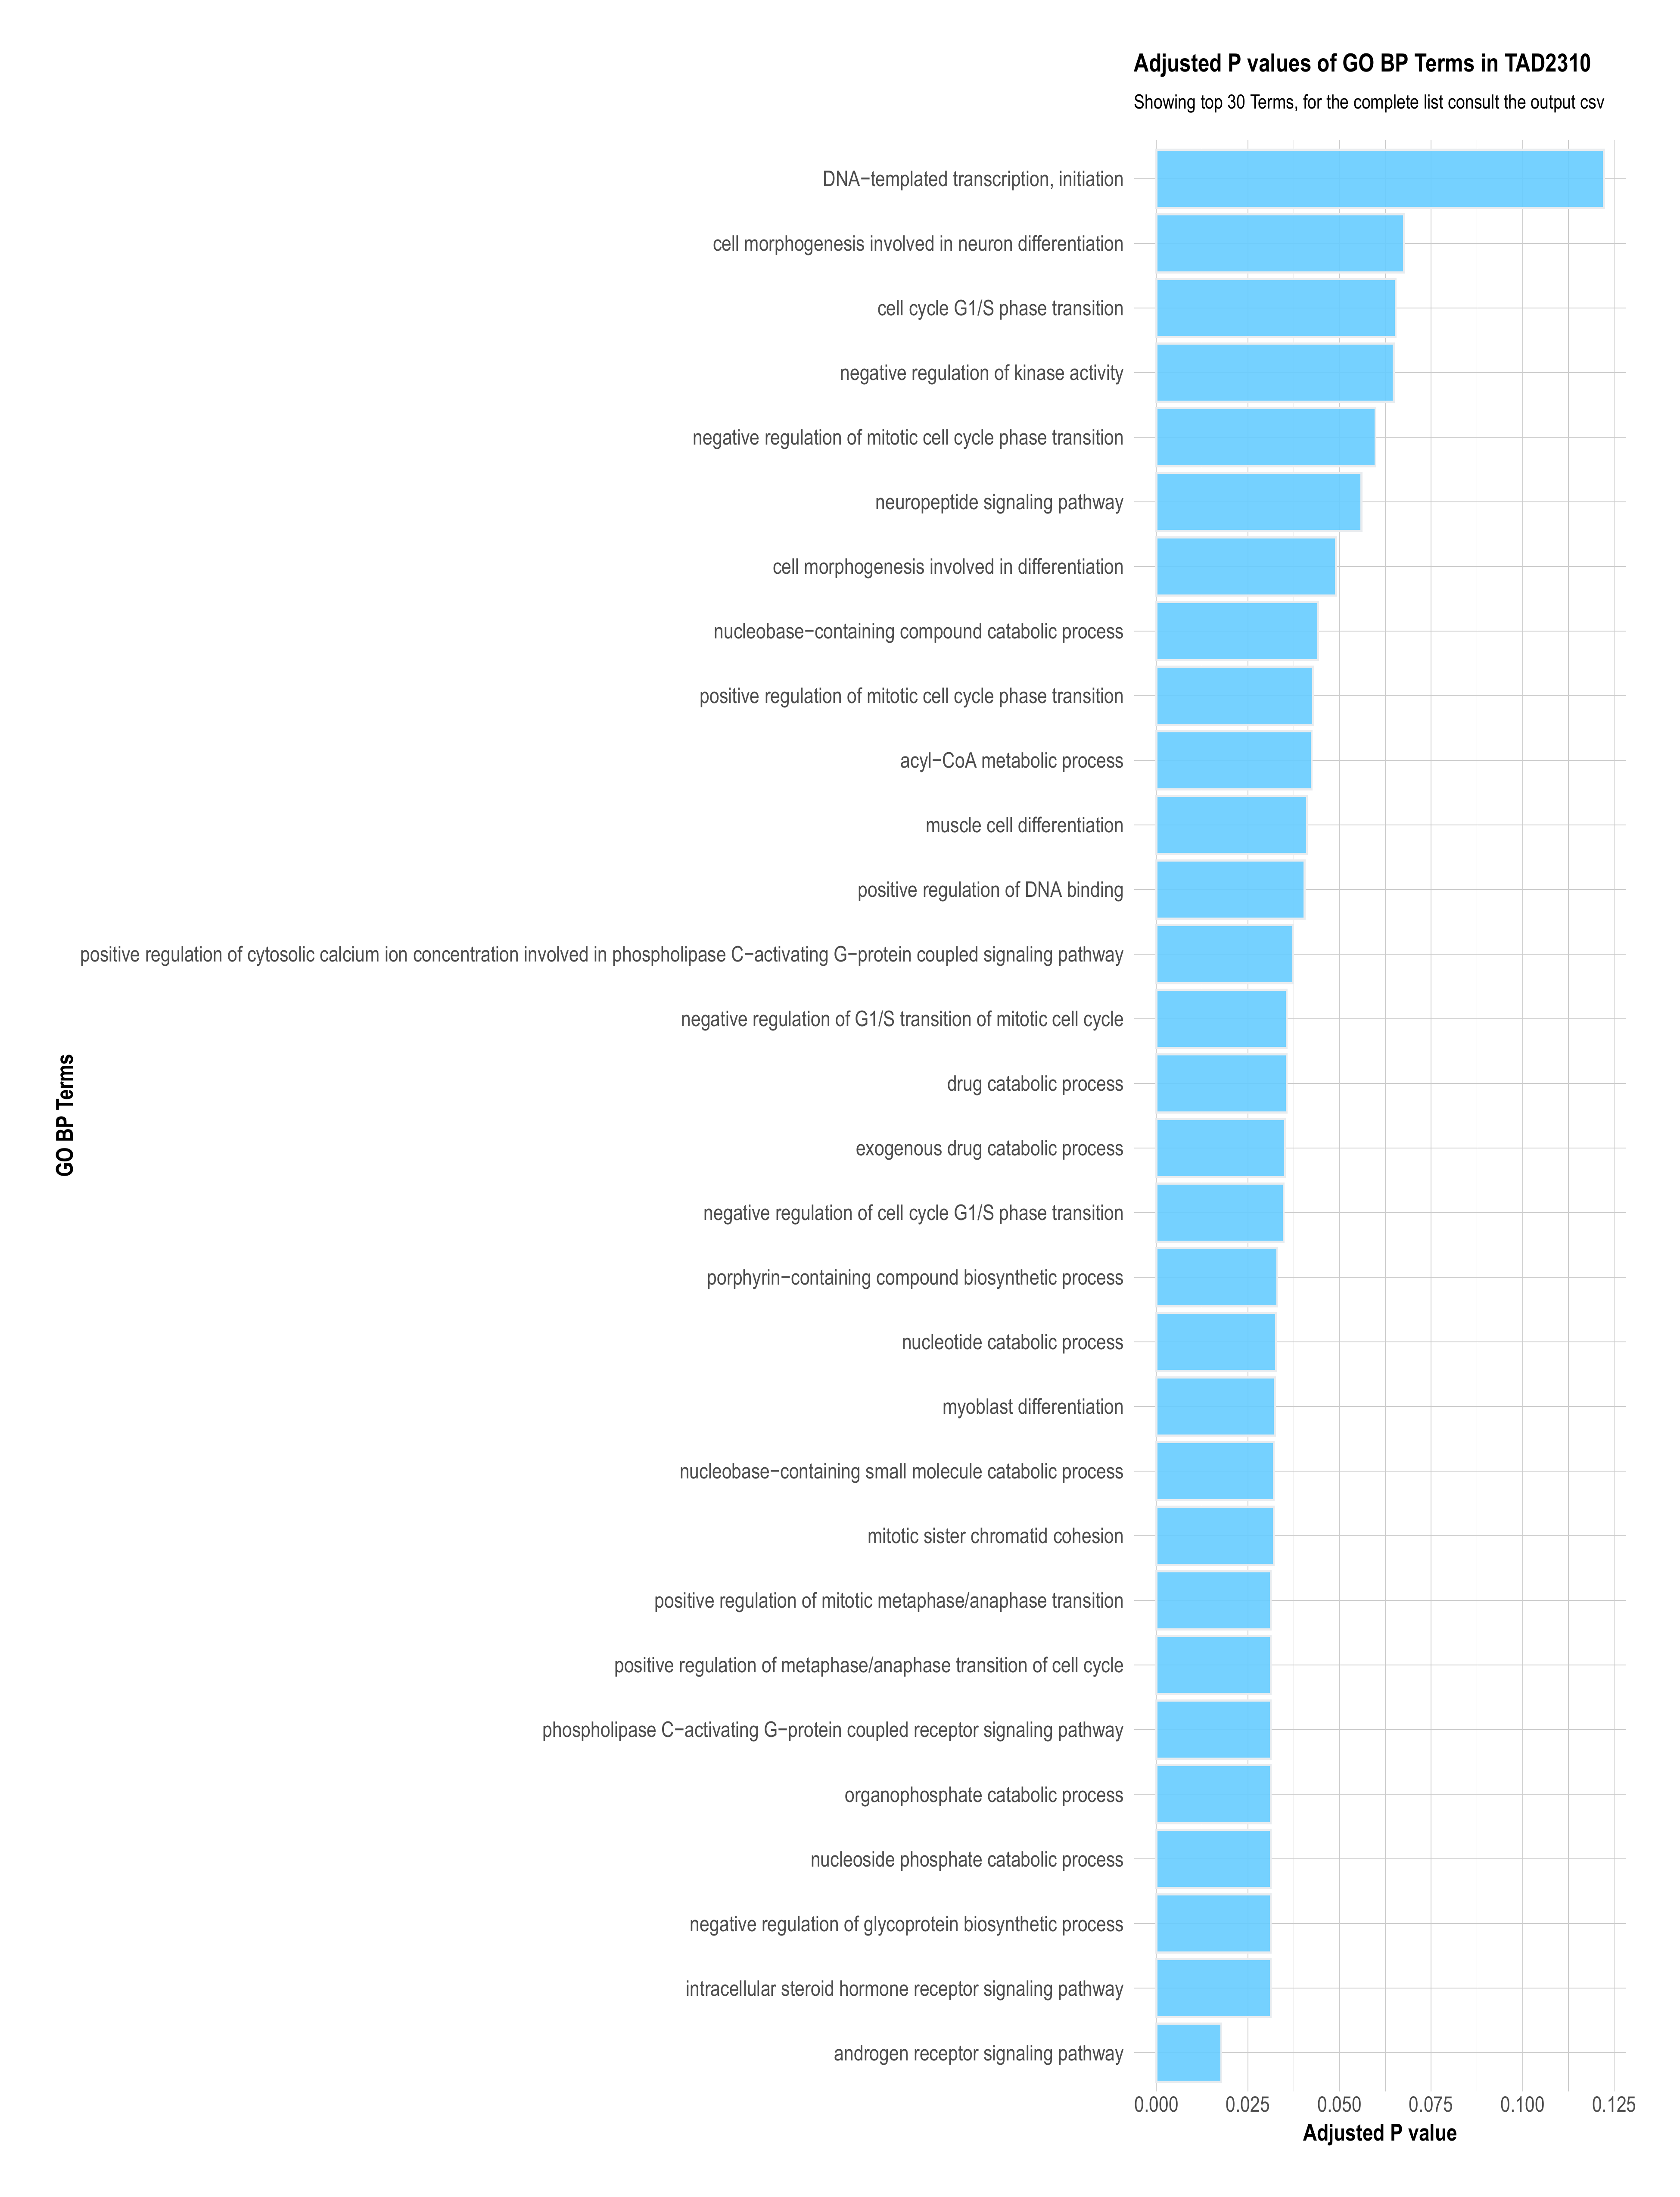 Adjusted P values of GO BP Terms in TAD2310
Showing top 30 Terms, for the complete list consult the output csv
DNA−templated transcription, initiation
cell morphogenesis involved in neuron differentiation
cell cycle G1/S phase transition
negative regulation of kinase activity
negative regulation of mitotic cell cycle phase transition
neuropeptide signaling pathway
cell morphogenesis involved in differentiation
nucleobase−containing compound catabolic process
positive regulation of mitotic cell cycle phase transition
acyl−CoA metabolic process
muscle cell differentiation
positive regulation of DNA binding
positive regulation of cytosolic calcium ion concentration involved in phospholipase C−activating G−protein coupled signaling pathway
negative regulation of G1/S transition of mitotic cell cycle
drug catabolic process
exogenous drug catabolic process
negative regulation of cell cycle G1/S phase transition
porphyrin−containing compound biosynthetic process
nucleotide catabolic process
myoblast differentiation
nucleobase−containing small molecule catabolic process
mitotic sister chromatid cohesion
positive regulation of mitotic metaphase/anaphase transition
positive regulation of metaphase/anaphase transition of cell cycle
phospholipase C−activating G−protein coupled receptor signaling pathway
organophosphate catabolic process
nucleoside phosphate catabolic process
negative regulation of glycoprotein biosynthetic process
intracellular steroid hormone receptor signaling pathway
androgen receptor signaling pathway
GO BP Terms
0.000 0.025 0.050 0.075 0.100 0.125
Adjusted P value